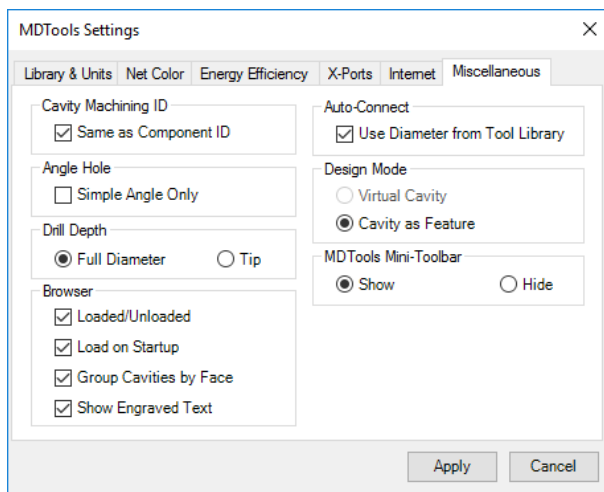 MDTools Settings
Library & Units Net Color Energy Efficiency X-Ports Internet Miscellaneous
Cavity Machining ID
Same as Component ID
Angle Hole
Simple Angle Only
Drill Depth
Full Diameter Tip
Browser
Loaded/Unloaded
Load on Startup
Group Cavities by Face
Show Engraved Text
Auto-Connect
Use Diameter from Tool Library
Design Mode
Virtual Cavity
Cavity as Feature
MDTools Mini-Toolbar
Show Hide
Apply Cancel